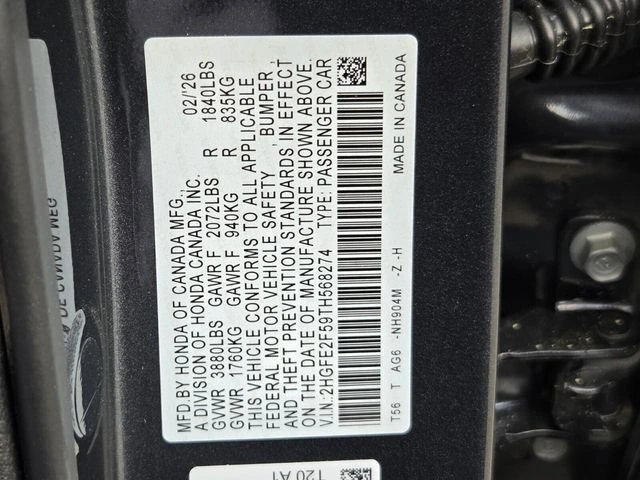 MFD.BY HONDA OF CANADA MFG.,
A DIVISION OF HONDA CANADA INC. 02/'26
GVWR 3880LBS GAWR F 2072LBS R 1840LBS
GVWR 1760KG GAWR F 940KG R 835KG
THIS VEHICLE CONFORMS TO ALL APPLICABLE
FEDERAL MOTOR VEHICLE SAFETY , BUMPER ,
AND THEFT PREVENTION STANDARDS IN EFFECT
ON THE DATE OF MANUFACTURE SHOWN ABOVE.
V.I.N.:2HGFE2F59TH568274 TYPE: PASSENGER CAR
T56 T AG6 -NH904M -Z -H MADE IN CANADA
120 A1